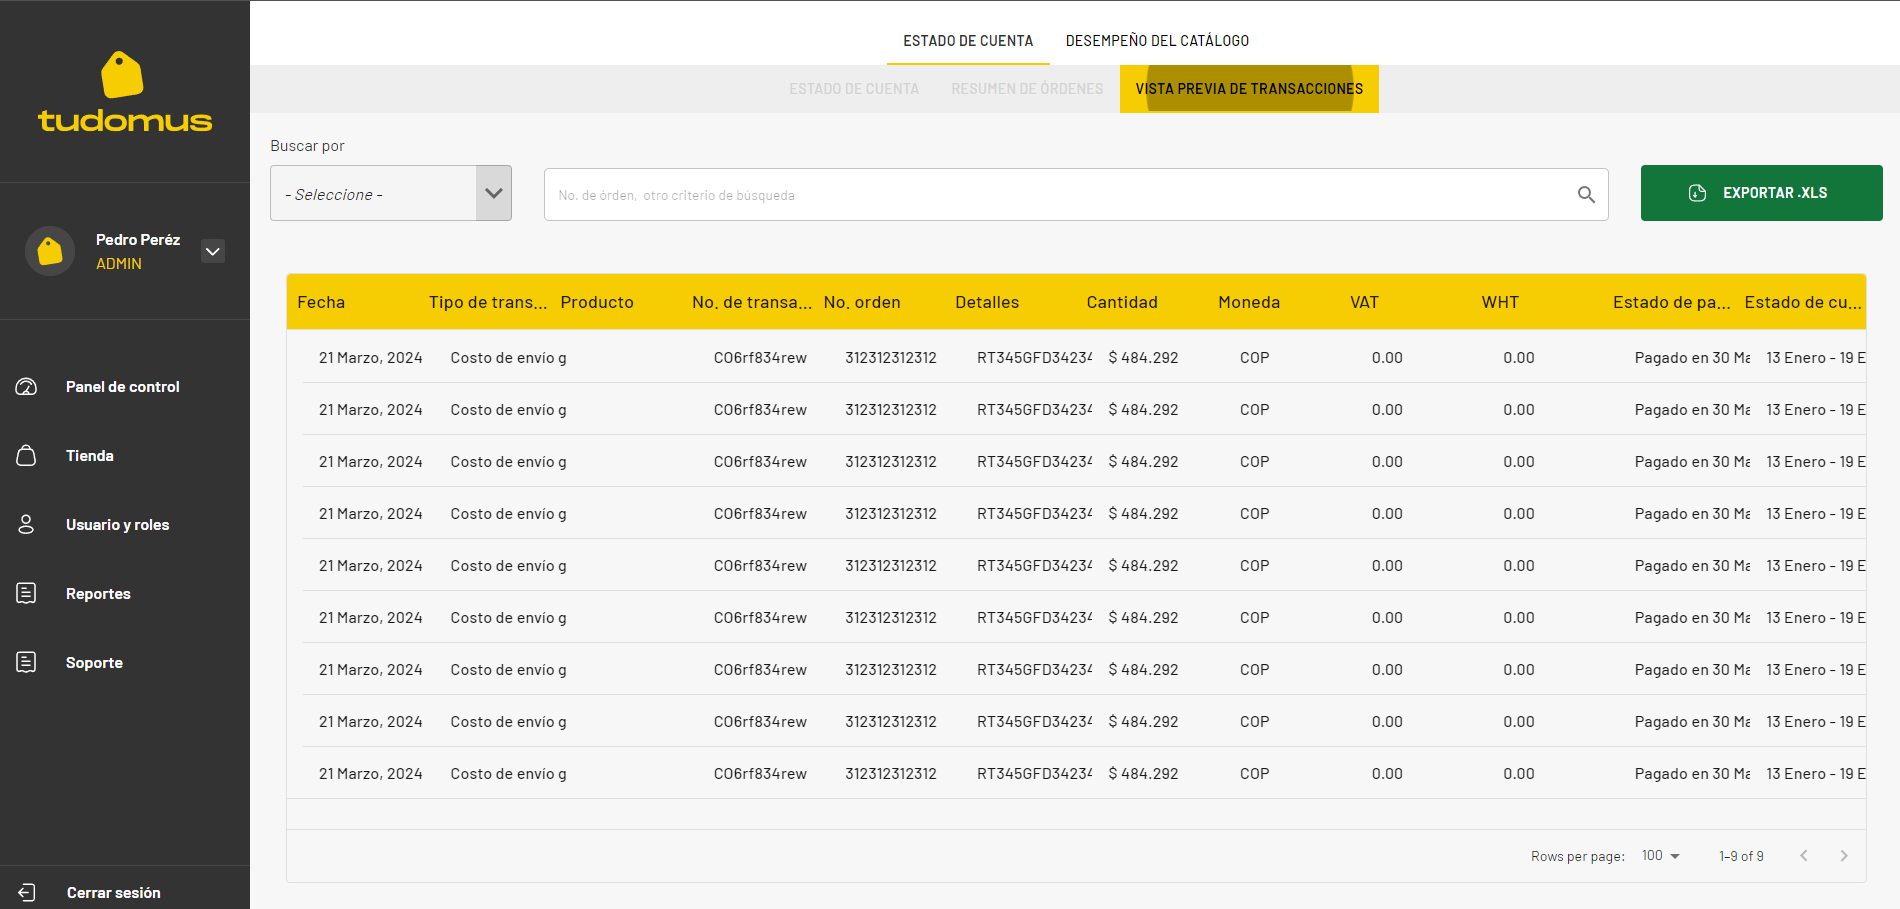 tudomus
Pedro Peréz
ADMIN
Panel de control
Tienda
Usuario y roles
Reportes
Soporte
Cerrar sesión
ESTADO DE CUENTA DESEMPEÑO DEL CATÁLOGO
ESTADO DE CUENTA RESUMEN DE ÓRDENES VISTA PREVIA DE TRANSACCIONES
Buscar por
- Seleccione - No. de órden, otro criterio de búsqueda EXPORTAR .XLS
Fecha Tipo de trans... Producto No. de transa... No. orden Detalles Cantidad Moneda VAT WHT Estado de pa... Estado de cu...
21 Marzo, 2024 Costo de envío g CO6rf834rew 312312312312 RT345GFD34234 $ 484.292 COP 0.00 0.00 Pagado en 30 Ma 13 Enero - 19 E
21 Marzo, 2024 Costo de envío g CO6rf834rew 312312312312 RT345GFD34234 $ 484.292 COP 0.00 0.00 Pagado en 30 Ma 13 Enero - 19 E
21 Marzo, 2024 Costo de envío g CO6rf834rew 312312312312 RT345GFD34234 $ 484.292 COP 0.00 0.00 Pagado en 30 Ma 13 Enero - 19 E
21 Marzo, 2024 Costo de envío g CO6rf834rew 312312312312 RT345GFD34234 $ 484.292 COP 0.00 0.00 Pagado en 30 Ma 13 Enero - 19 E
21 Marzo, 2024 Costo de envío g CO6rf834rew 312312312312 RT345GFD34234 $ 484.292 COP 0.00 0.00 Pagado en 30 Ma 13 Enero - 19 E
21 Marzo, 2024 Costo de envío g CO6rf834rew 312312312312 RT345GFD34234 $ 484.292 COP 0.00 0.00 Pagado en 30 Ma 13 Enero - 19 E
21 Marzo, 2024 Costo de envío g CO6rf834rew 312312312312 RT345GFD34234 $ 484.292 COP 0.00 0.00 Pagado en 30 Ma 13 Enero - 19 E
21 Marzo, 2024 Costo de envío g CO6rf834rew 312312312312 RT345GFD34234 $ 484.292 COP 0.00 0.00 Pagado en 30 Ma 13 Enero - 19 E
21 Marzo, 2024 Costo de envío g CO6rf834rew 312312312312 RT345GFD34234 $ 484.292 COP 0.00 0.00 Pagado en 30 Ma 13 Enero - 19 E
Rows per page: 100 1–9 of 9